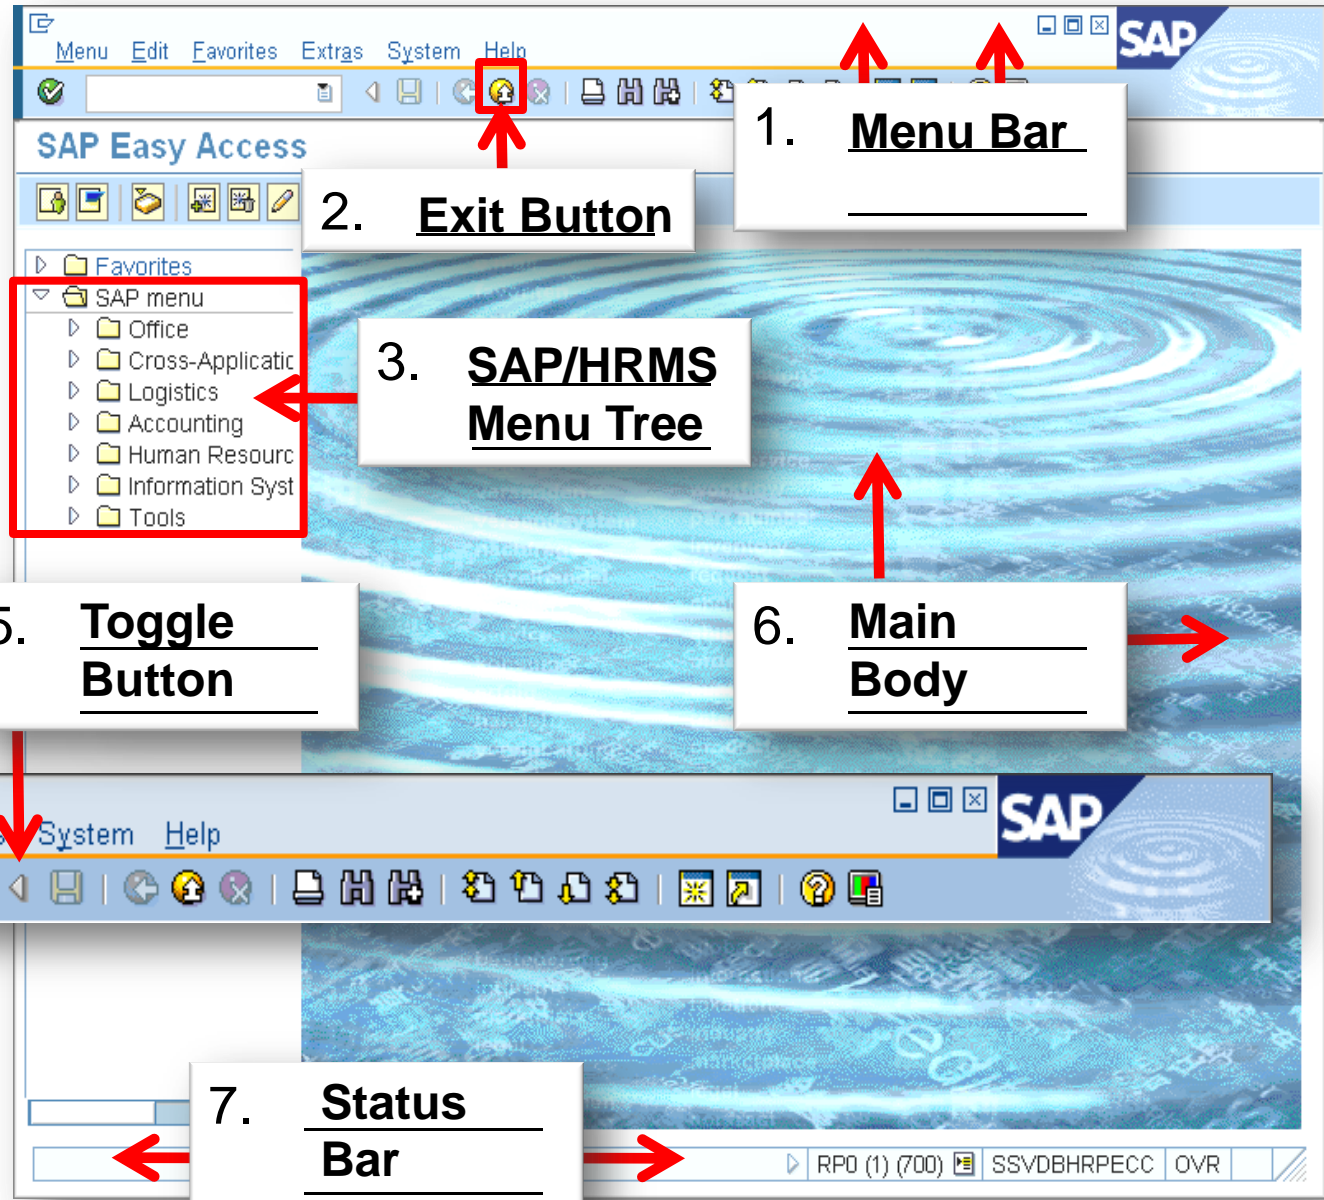 Menu Edit Favorites Extras System Help
SAP
SAP Easy Access
1. Menu Bar
2. Exit Button
Favorites
SAP menu
Office
Cross-Applicatic
Logistics
Accounting
Human Resourc
Information Syst
Tools
3. SAP/HRMS
Menu Tree
5. Toggle
Button
6. Main
Body
System Help
SAP
7. Status
Bar
RP0 (1) (700) SSVDBHRPECC OVR